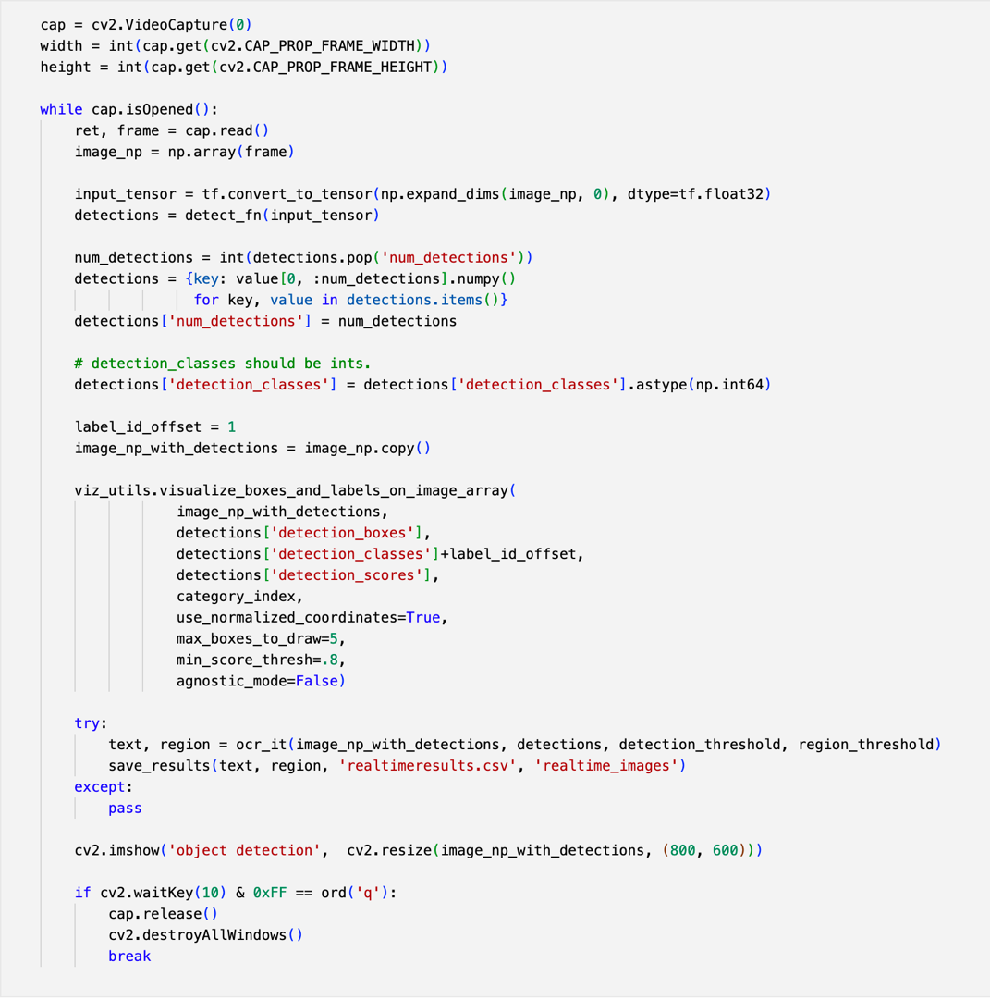 cap = cv2.VideoCapture(0)
width = int(cap.get(cv2.CAP_PROP_FRAME_WIDTH))
height = int(cap.get(cv2.CAP_PROP_FRAME_HEIGHT))

while cap.isOpened():
    ret, frame = cap.read()
    image_np = np.array(frame)

    input_tensor = tf.convert_to_tensor(np.expand_dims(image_np, 0), dtype=tf.float32)
    detections = detect_fn(input_tensor)

    num_detections = int(detections.pop('num_detections'))
    detections = {key: value[0, :num_detections].numpy()
                  for key, value in detections.items()}
    detections['num_detections'] = num_detections

    # detection_classes should be ints.
    detections['detection_classes'] = detections['detection_classes'].astype(np.int64)

    label_id_offset = 1
    image_np_with_detections = image_np.copy()

    viz_utils.visualize_boxes_and_labels_on_image_array(
                image_np_with_detections,
                detections['detection_boxes'],
                detections['detection_classes']+label_id_offset,
                detections['detection_scores'],
                category_index,
                use_normalized_coordinates=True,
                max_boxes_to_draw=5,
                min_score_thresh=.8,
                agnostic_mode=False)

    try:
        text, region = ocr_it(image_np_with_detections, detections, detection_threshold, region_threshold)
        save_results(text, region, 'realtimeresults.csv', 'realtime_images')
    except:
        pass

    cv2.imshow('object detection',  cv2.resize(image_np_with_detections, (800, 600)))

    if cv2.waitKey(10) & 0xFF == ord('q'):
        cap.release()
        cv2.destroyAllWindows()
        break